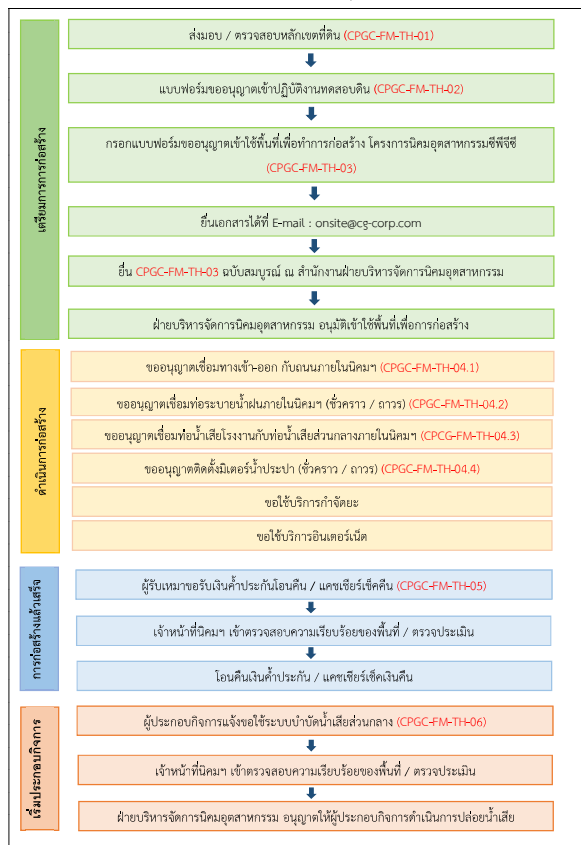 เตรียมการการก่อสร้าง
ส่งมอบ / ตรวจสอบหลักเขตที่ดิน (CPGC-FM-TH-01)
แบบฟอร์มขออนุญาตเข้าปฏิบัติงานทดสอบดิน (CPGC-FM-TH-02)
กรอกแบบฟอร์มขออนุญาตเข้าใช้พื้นที่เพื่อทำการก่อสร้าง โครงการนิคมอุตสาหกรรมซีพีจีซี
(CPGC-FM-TH-03)
ยื่นเอกสารได้ที่ E-mail : onsite@cg-corp.com
ยื่น CPGC-FM-TH-03 ฉบับสมบูรณ์ ณ สำนักงานฝ่ายบริหารจัดการนิคมอุตสาหกรรม
ฝ่ายบริหารจัดการนิคมอุตสาหกรรม อนุมัติเข้าใช้พื้นที่เพื่อการก่อสร้าง
ดำเนินการก่อสร้าง
ขออนุญาตเชื่อมทางเข้า-ออก กับถนนภายในนิคมฯ (CPGC-FM-TH-04.1)
ขออนุญาตเชื่อมท่อระบายน้ำฝนภายในนิคมฯ (ชั่วคราว / ถาวร) (CPGC-FM-TH-04.2)
ขออนุญาตเชื่อมท่อน้ำเสียโรงงานกับท่อน้ำเสียส่วนกลางภายในนิคมฯ (CPCG-FM-TH-04.3)
ขออนุญาตติดตั้งมิเตอร์น้ำประปา (ชั่วคราว / ถาวร) (CPGC-FM-TH-04.4)
ขอใช้บริการกำจัดยะ
ขอใช้บริการอินเตอร์เน็ต
การก่อสร้างแล้วเสร็จ
ผู้รับเหมาขอรับเงินค้ำประกันโอนคืน / แคชเชียร์เช็คคืน (CPGC-FM-TH-05)
เจ้าหน้าที่นิคมฯ เข้าตรวจสอบความเรียบร้อยของพื้นที่ / ตรวจประเมิน
โอนคืนเงินค้ำประกัน / แคชเชียร์เช็คเงินคืน
เริ่มประกอบกิจการ
ผู้ประกอบกิจการแจ้งขอใช้ระบบบำบัดน้ำเสียส่วนกลาง (CPGC-FM-TH-06)
เจ้าหน้าที่นิคมฯ เข้าตรวจสอบความเรียบร้อยของพื้นที่ / ตรวจประเมิน
ฝ่ายบริหารจัดการนิคมอุตสาหกรรม อนุญาตให้ผู้ประกอบกิจการดำเนินการปล่อยน้ำเสีย